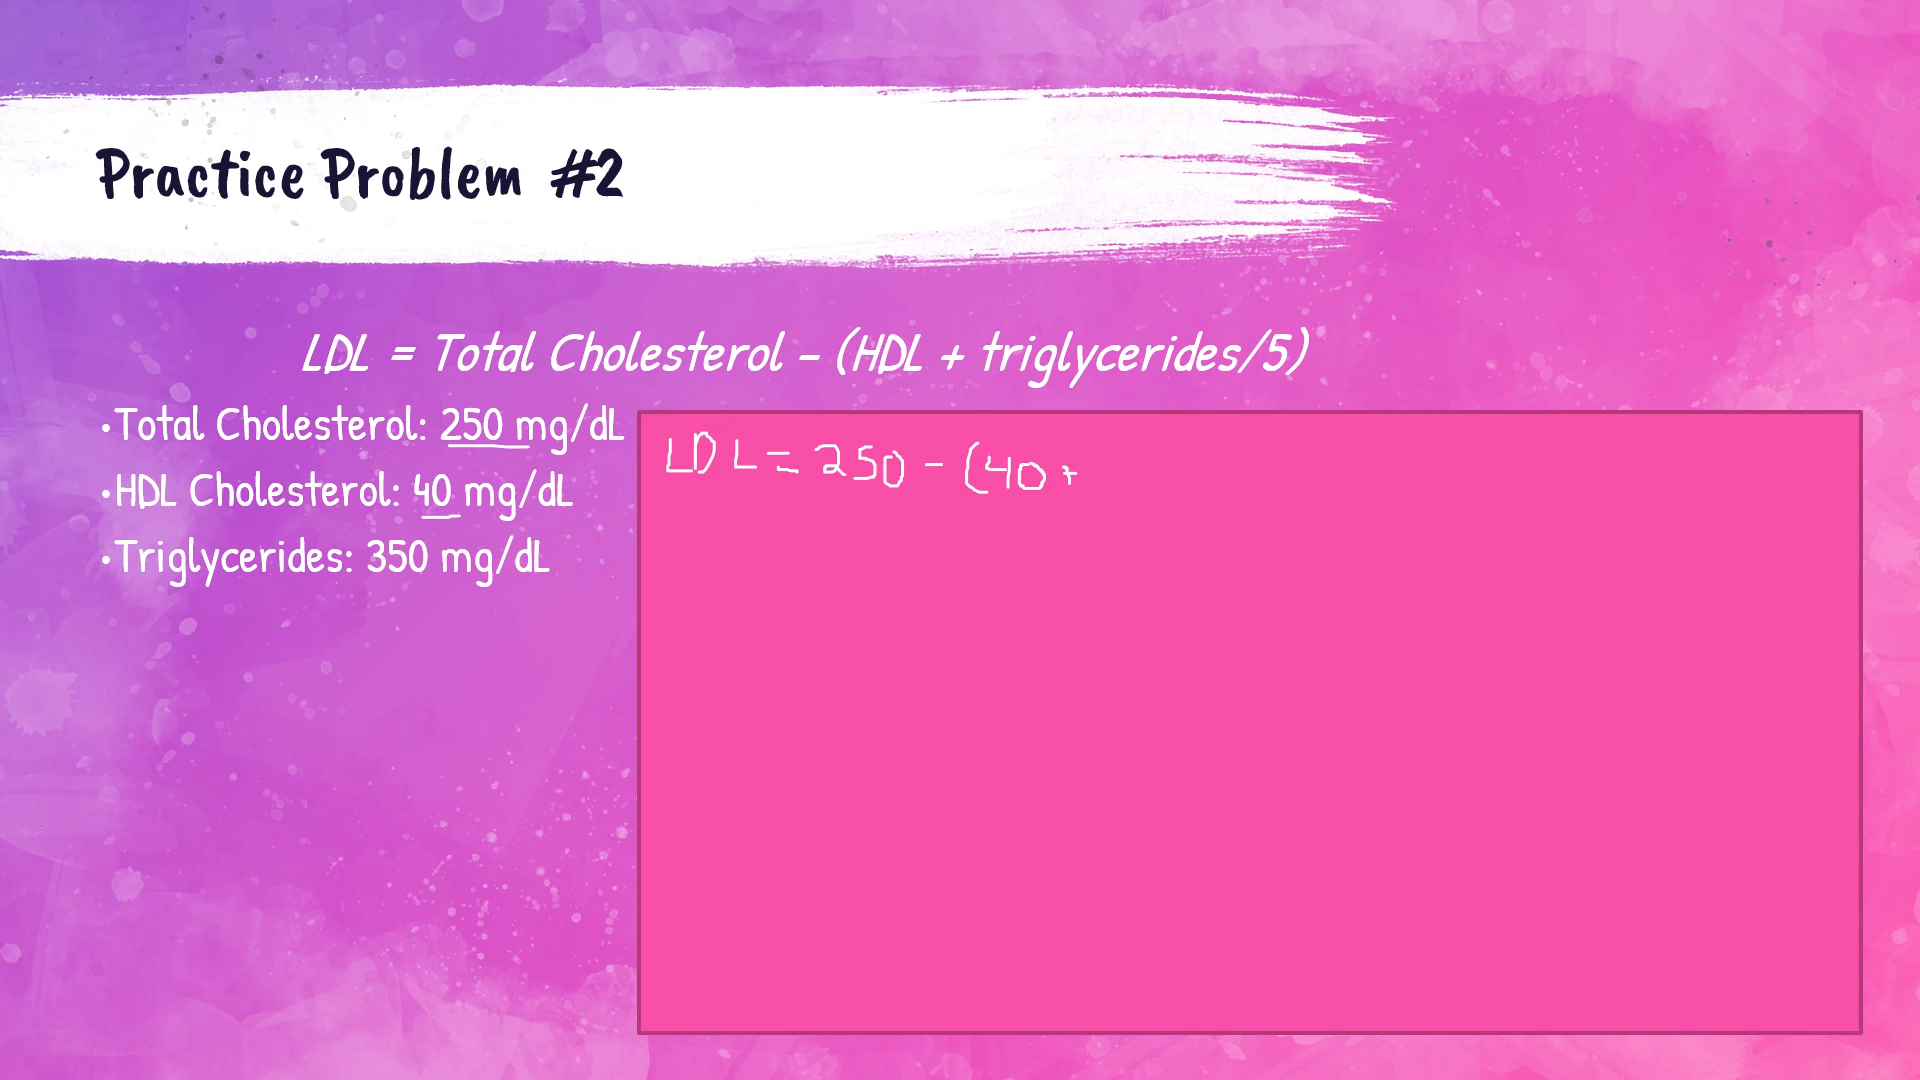 Practice Problem #2
LDL = Total Cholesterol – (HDL + triglycerides/5)
•Total Cholesterol: 250 mg/dL
•HDL Cholesterol: 40 mg/dL
•Triglycerides: 350 mg/dL
LDL = 250 - (40 +